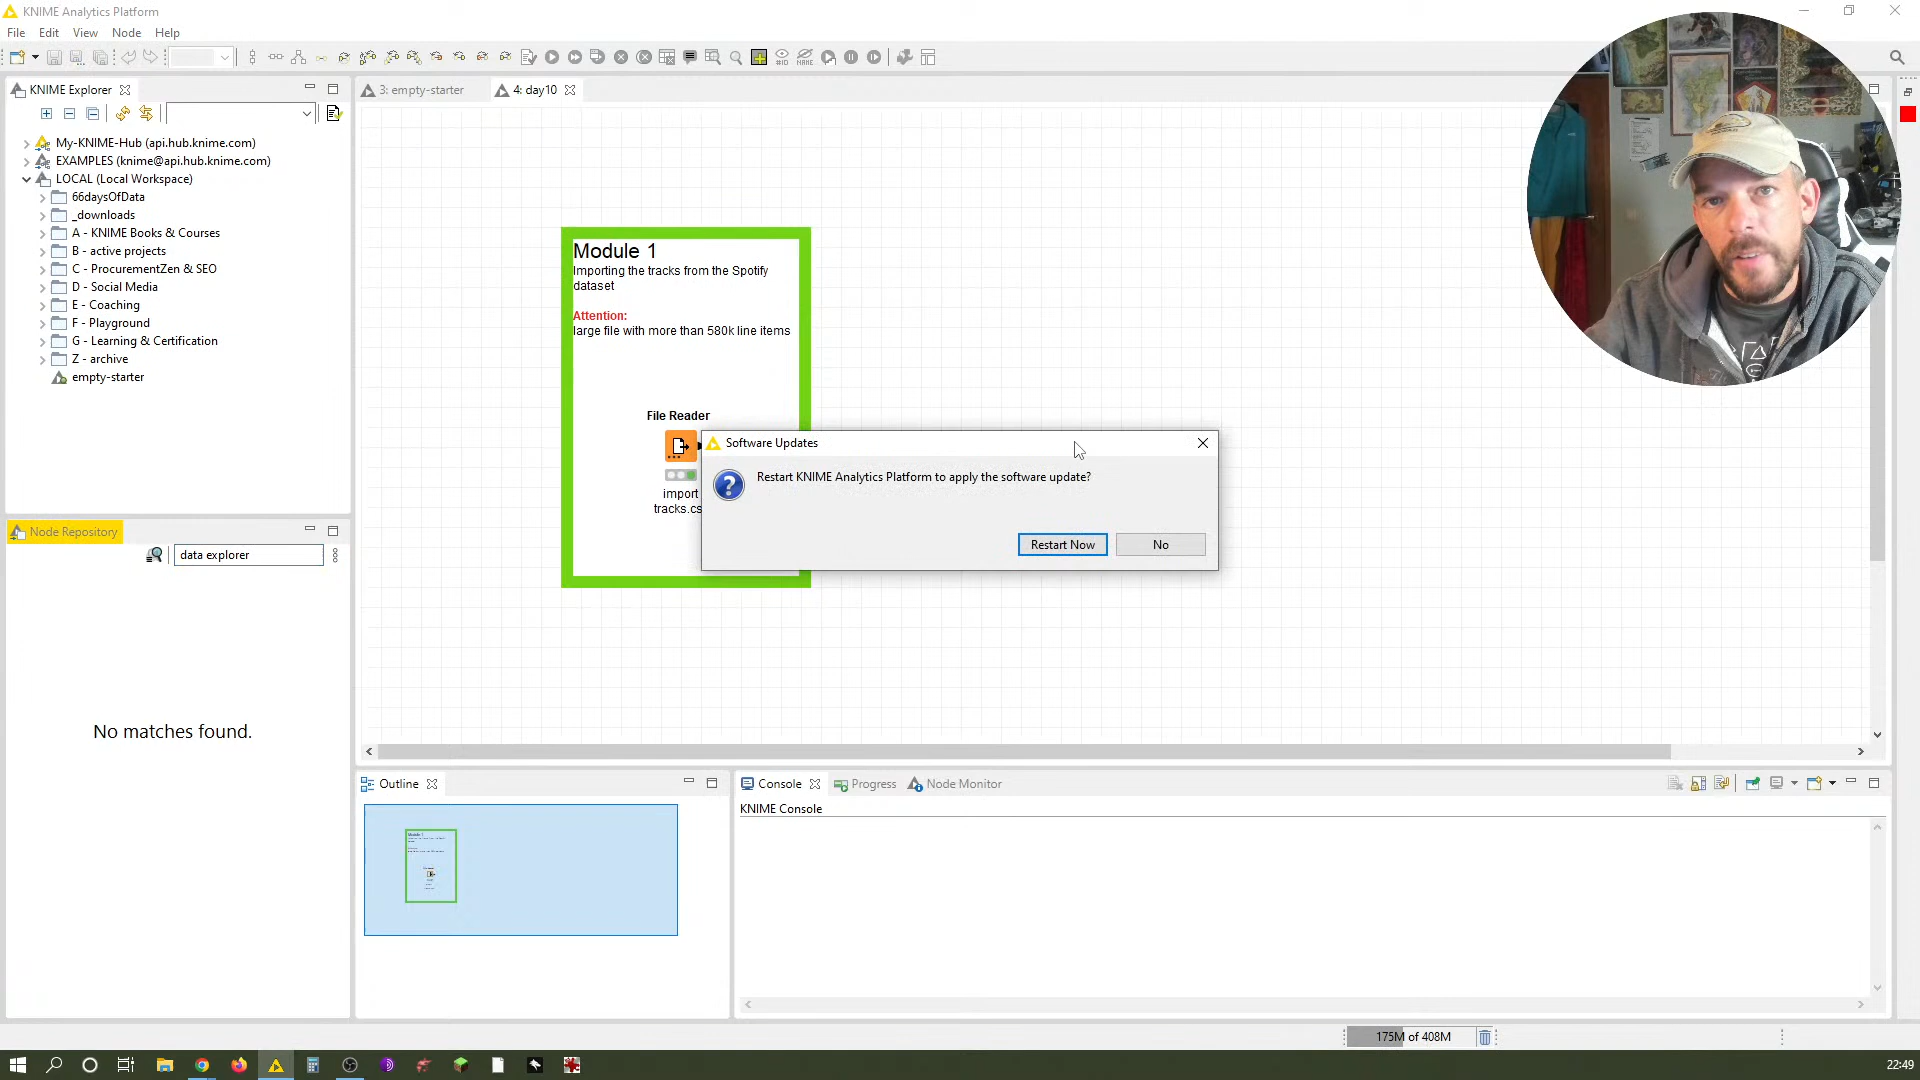 KNIME Analytics Platform
File Edit View Node Help
KNIME Explorer
3: empty-starter
4: day10
My-KNIME-Hub (api.hub.knime.com)
EXAMPLES (knime@api.hub.knime.com)
LOCAL (Local Workspace)
66daysOfData
_downloads
A - KNIME Books & Courses
B - active projects
C - ProcurementZen & SEO
D - Social Media
E - Coaching
F - Playground
G - Learning & Certification
Z - archive
empty-starter
Module 1
Importing the tracks from the Spotify
dataset
Attention:
large file with more than 580k line items
File Reader
import
tracks.cs
Software Updates
Restart KNIME Analytics Platform to apply the software update?
Restart Now
No
Node Repository
data explorer
No matches found.
Outline
Console
Progress
Node Monitor
KNIME Console
175M of 408M
22:49